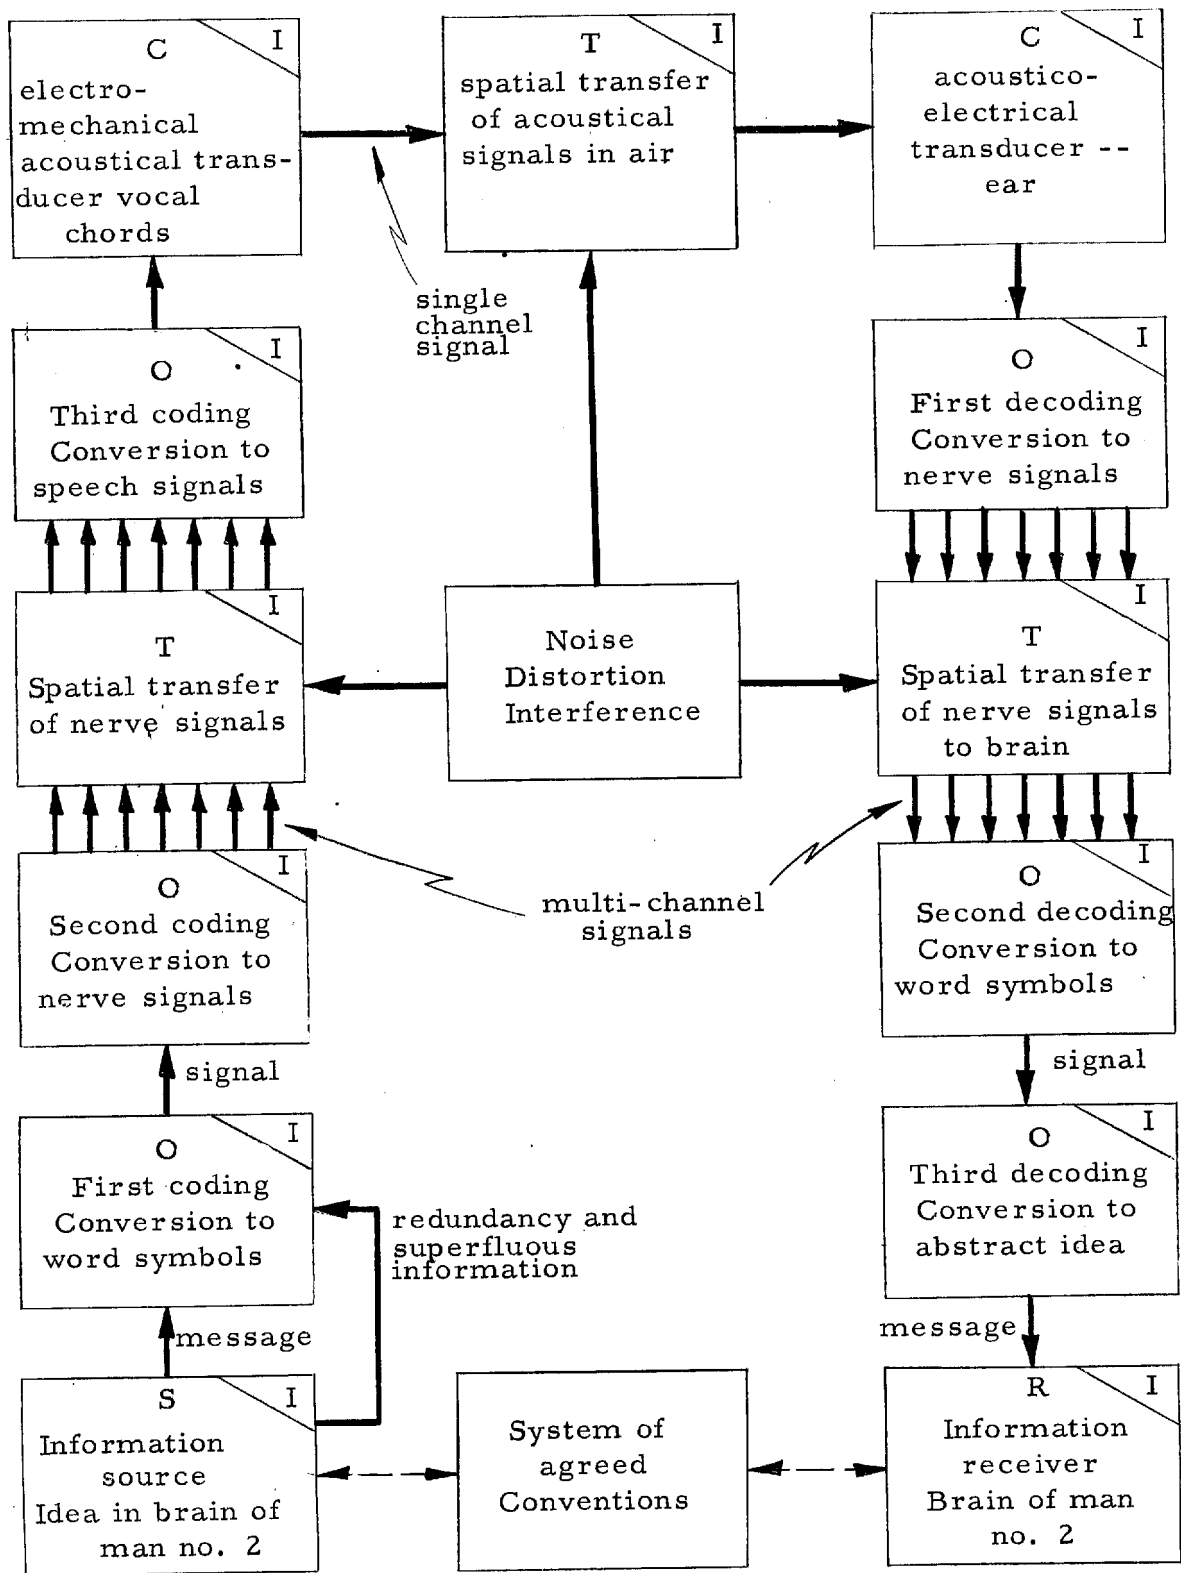 C
I
electro-
mechanical
acoustical trans-
ducer vocal
chords
T
I
spatial transfer
of acoustical
signals in air
C
I
acoustico-
electrical
transducer --
ear
single
channel
signal
O
I
Third coding
Conversion to
speech signals
O
I
First decoding
Conversion to
nerve signals
T
I
Spatial transfer
of nerve signals
Noise
Distortion
Interference
T
I
Spatial transfer
of nerve signals
to brain
O
I
Second coding
Conversion to
nerve signals
multi-channel
signals
O
I
Second decoding
Conversion to
word symbols
signal
signal
O
I
First coding
Conversion to
word symbols
redundancy and
superfluous
information
O
I
Third decoding
Conversion to
abstract idea
message
message
S
I
Information
source
Idea in brain of
man no. 2
System of
agreed
Conventions
R
I
Information
receiver
Brain of man
no. 2